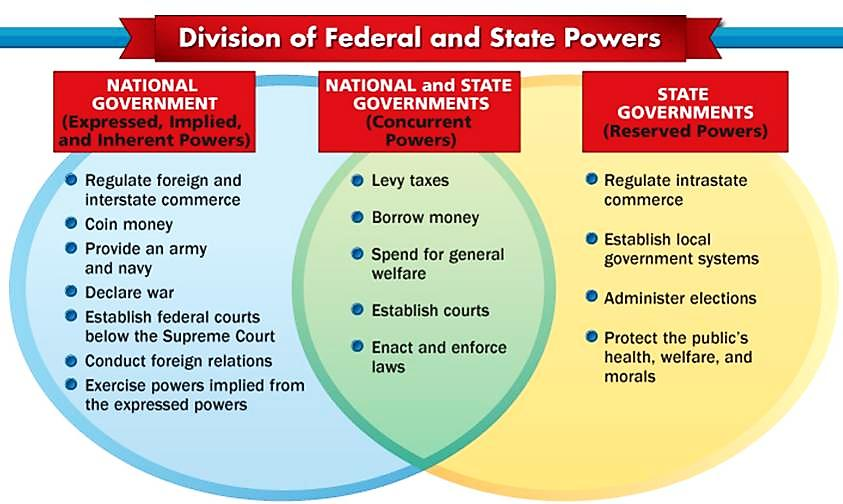 Division of Federal and State Powers
NATIONAL
GOVERNMENT
(Expressed, Implied,
and Inherent Powers)
Regulate foreign and
interstate commerce
Coin money
Provide an army
and navy
Declare war
Establish federal courts
below the Supreme Court
Conduct foreign relations
Exercise powers implied from
the expressed powers
NATIONAL and STATE
GOVERNMENTS
(Concurrent
Powers)
Levy taxes
Borrow money
Spend for general
welfare
Establish courts
Enact and enforce
laws
STATE
GOVERNMENTS
(Reserved Powers)
Regulate intrastate
commerce
Establish local
government systems
Administer elections
Protect the public's
health, welfare, and
morals